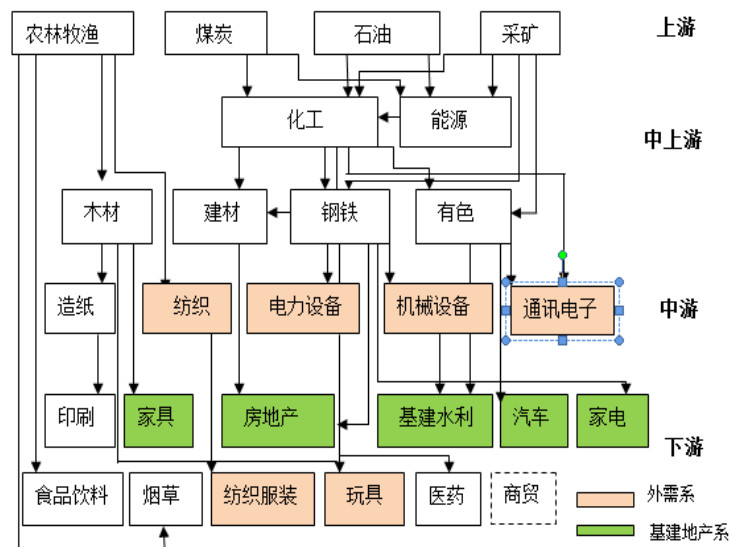 农林牧渔
煤炭
石油
采矿
上游
化工
能源
中上游
木材
建材
钢铁
有色
造纸
纺织
电力设备
机械设备
通讯电子
中游
印刷
家具
房地产
基建水利
汽车
家电
下游
食品饮料
烟草
纺织服装
玩具
医药
商贸
外需系
基建地产系